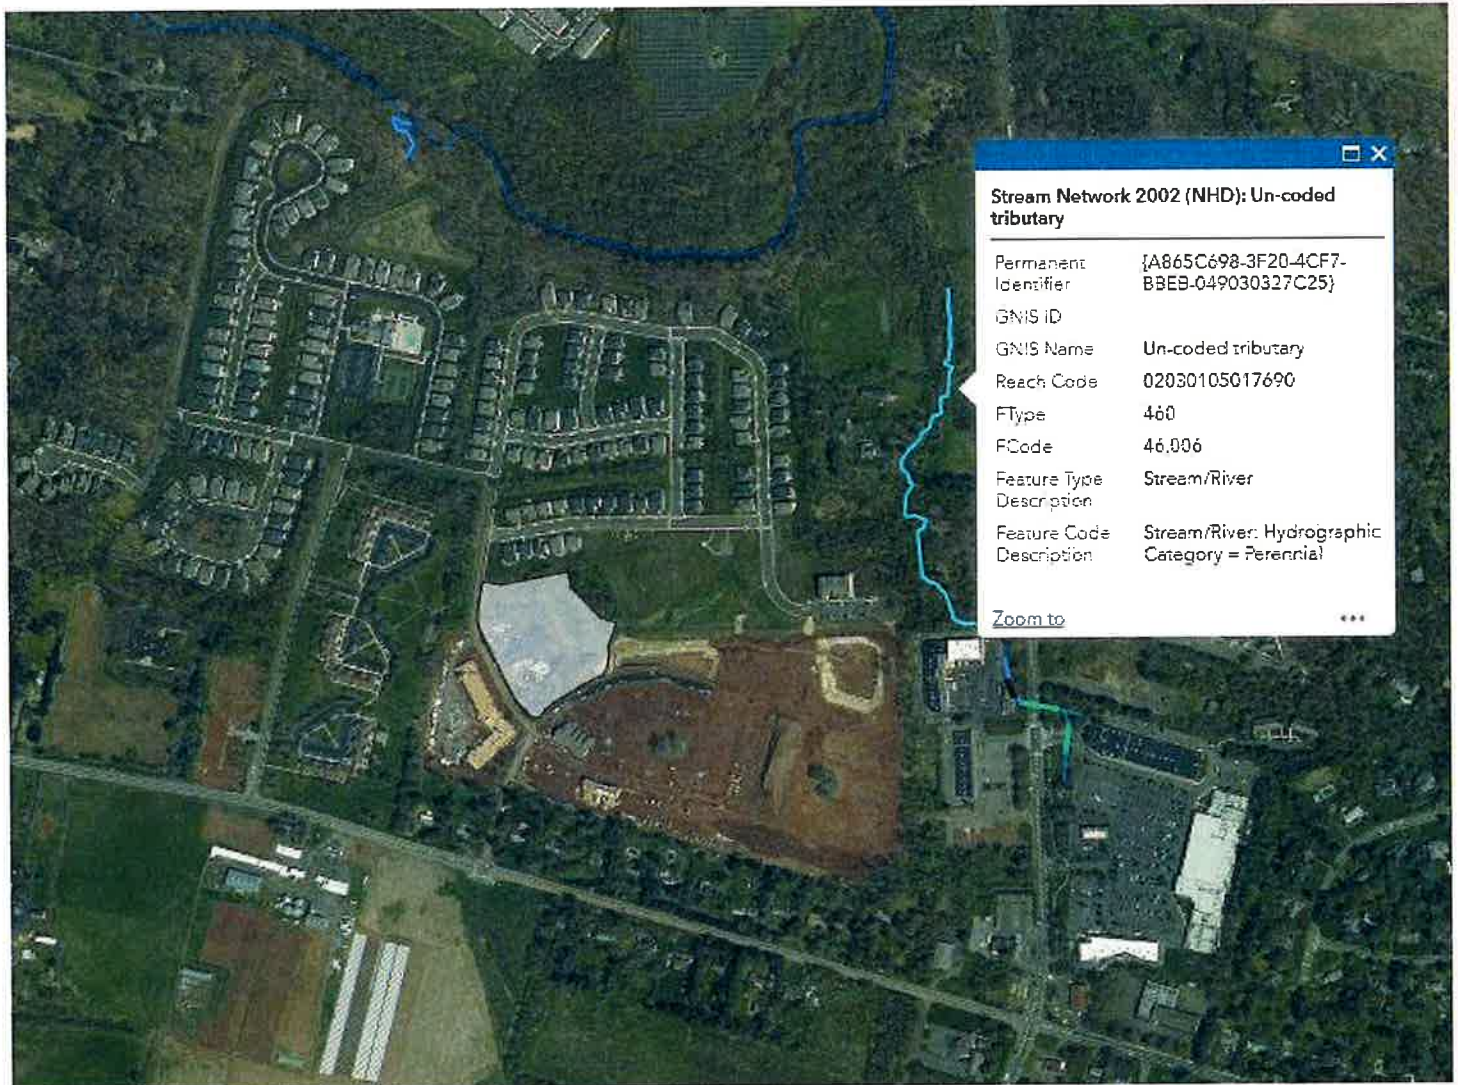 Stream Network 2002 (NHD): Un-coded
tributary
Permanent {A865C698-3F20-4CF7-
Identifier BBEB-049030327C25}
GNIS ID
GNIS Name Un-coded tributary
Reach Code 02030105017690
FType 460
FCode 46,006
Feature Type Stream/River
Description
Feature Code Stream/River: Hydrographic
Description Category = Perennial
Zoom to